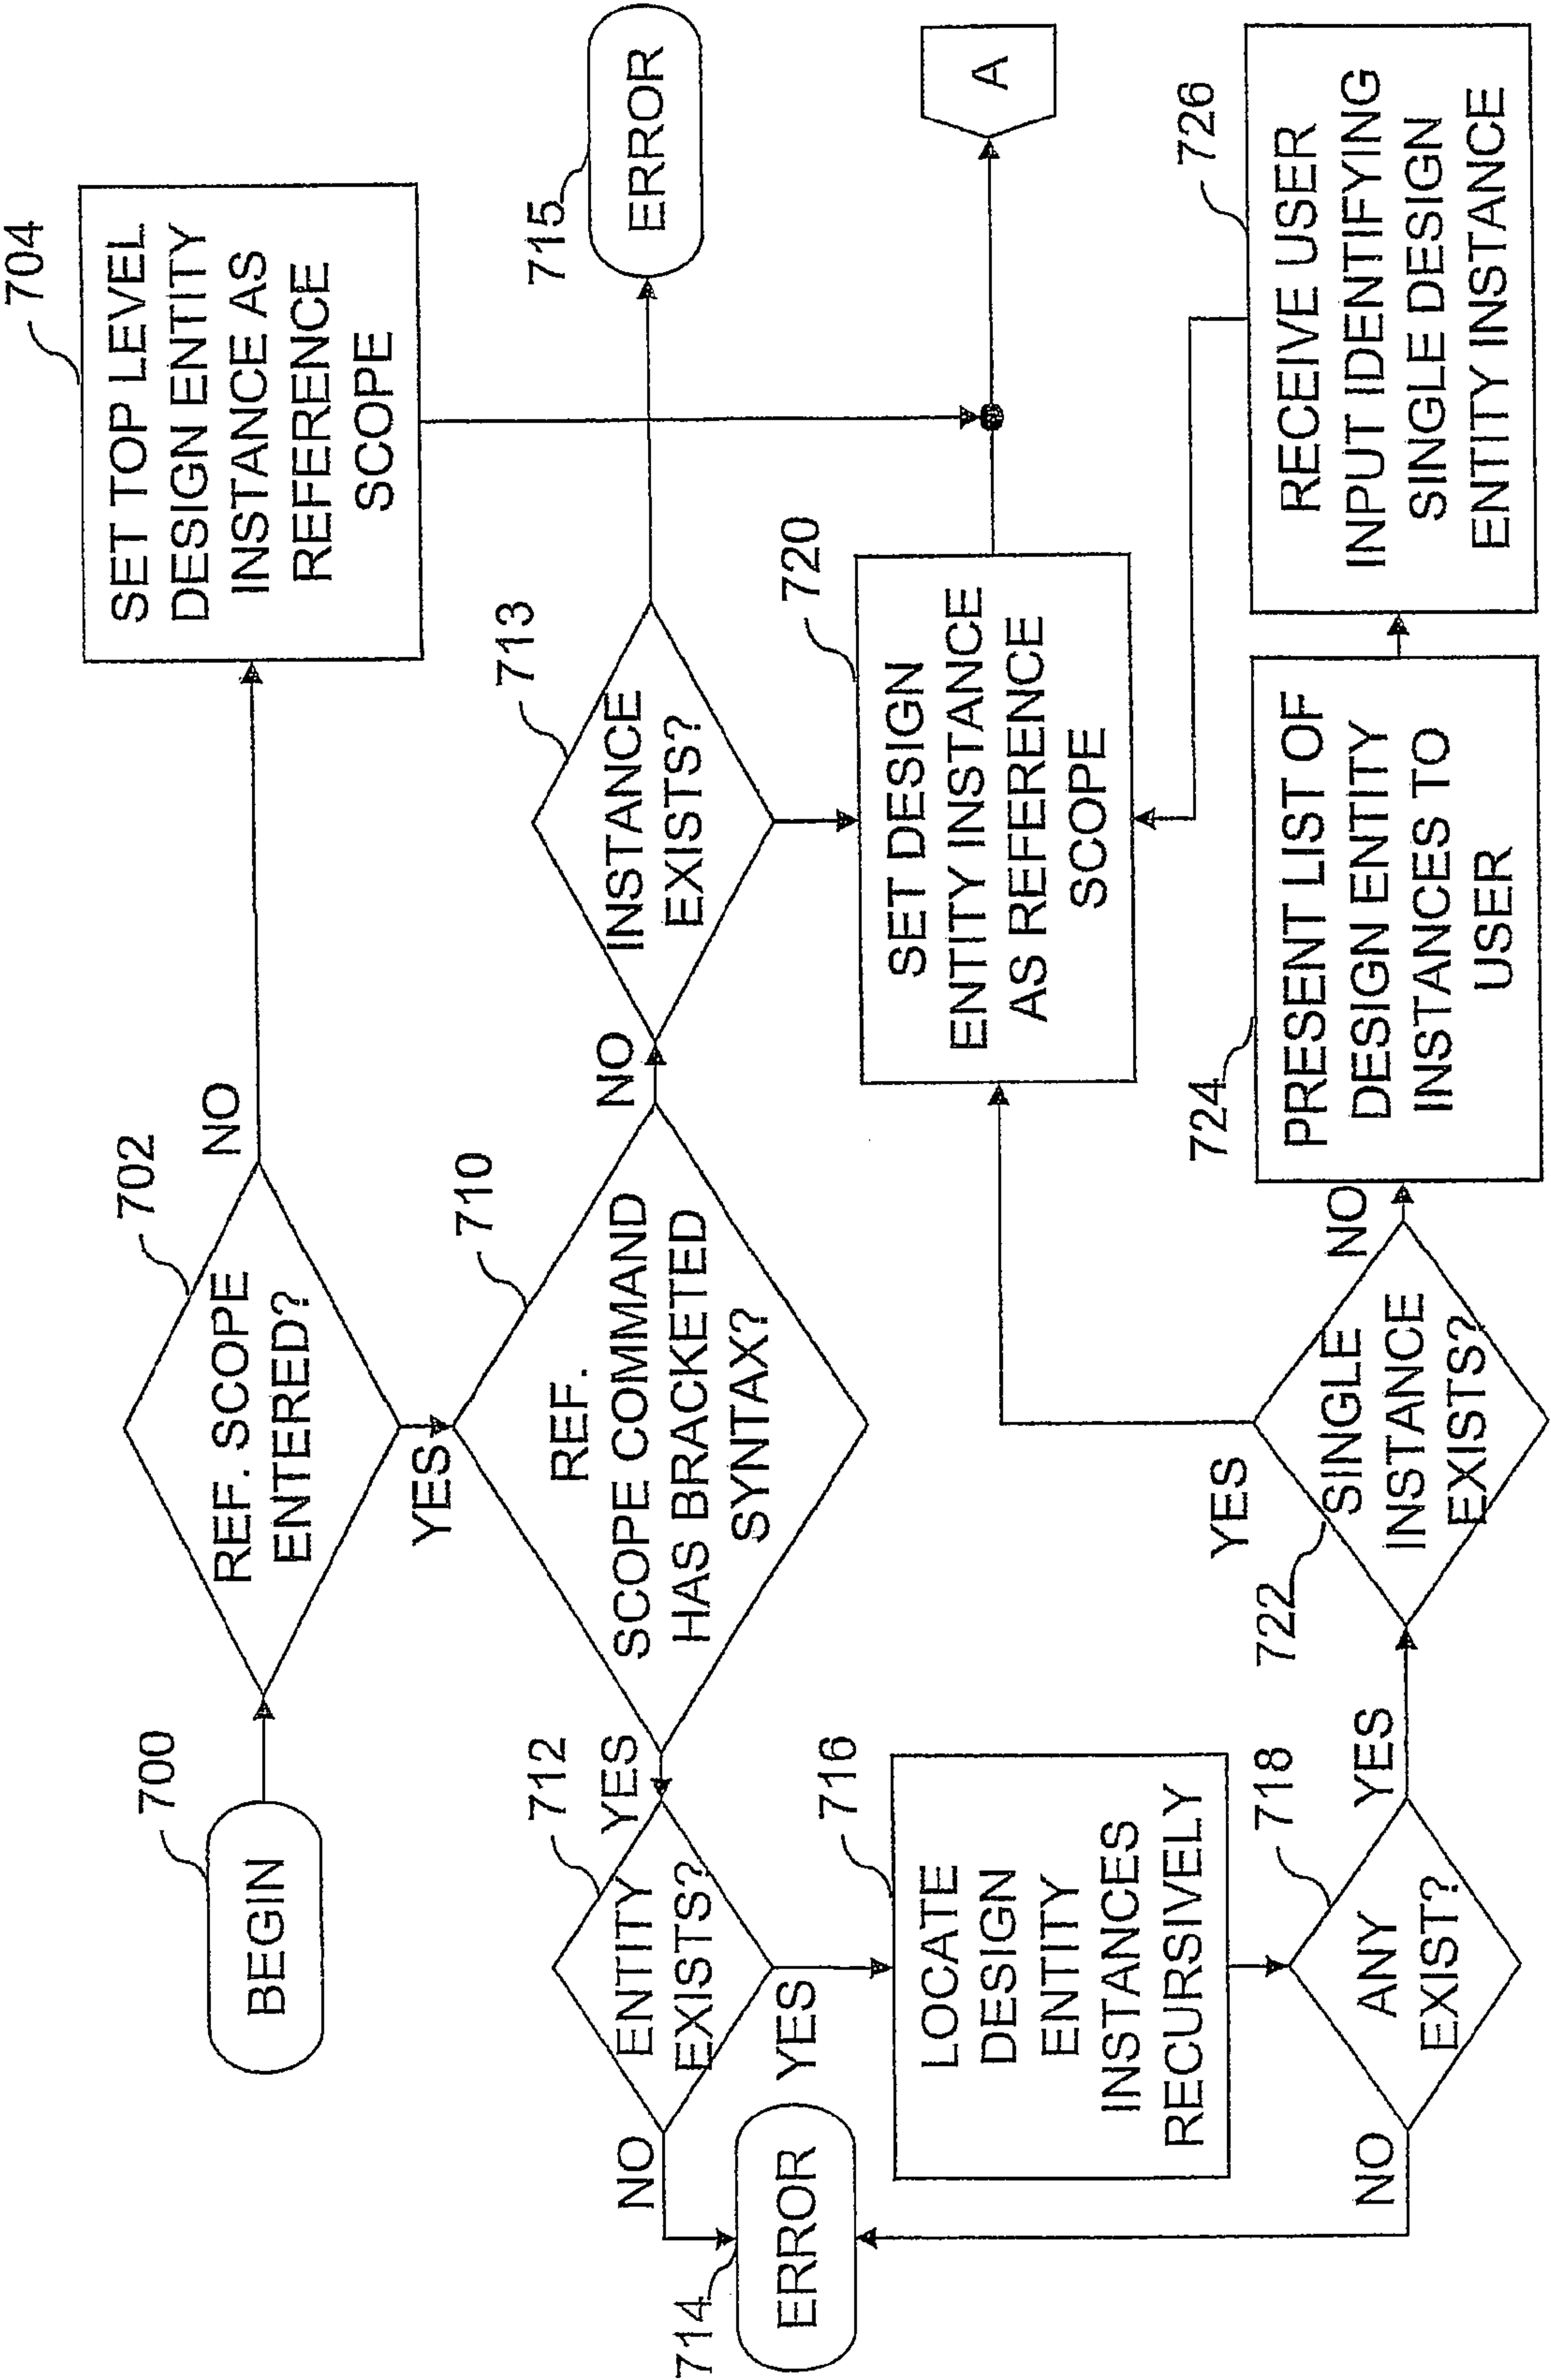 700
BEGIN
702
REF. SCOPE
ENTERED?
NO
YES
704
SET TOP LEVEL
DESIGN ENTITY
INSTANCE AS
REFERENCE
SCOPE
710
REF.
SCOPE COMMAND
HAS BRACKETED
SYNTAX?
YES
NO
712
ENTITY
EXISTS?
NO
YES
713
INSTANCE
EXISTS?
715
ERROR
714
ERROR
716
LOCATE
DESIGN
ENTITY
INSTANCES
RECURSIVELY
720
SET DESIGN
ENTITY INSTANCE
AS REFERENCE
SCOPE
A
718
ANY
EXIST?
NO
YES
722
SINGLE
INSTANCE
EXISTS?
YES
NO
724
PRESENT LIST OF
DESIGN ENTITY
INSTANCES TO
USER
726
RECEIVE USER
INPUT IDENTIFYING
SINGLE DESIGN
ENTITY INSTANCE